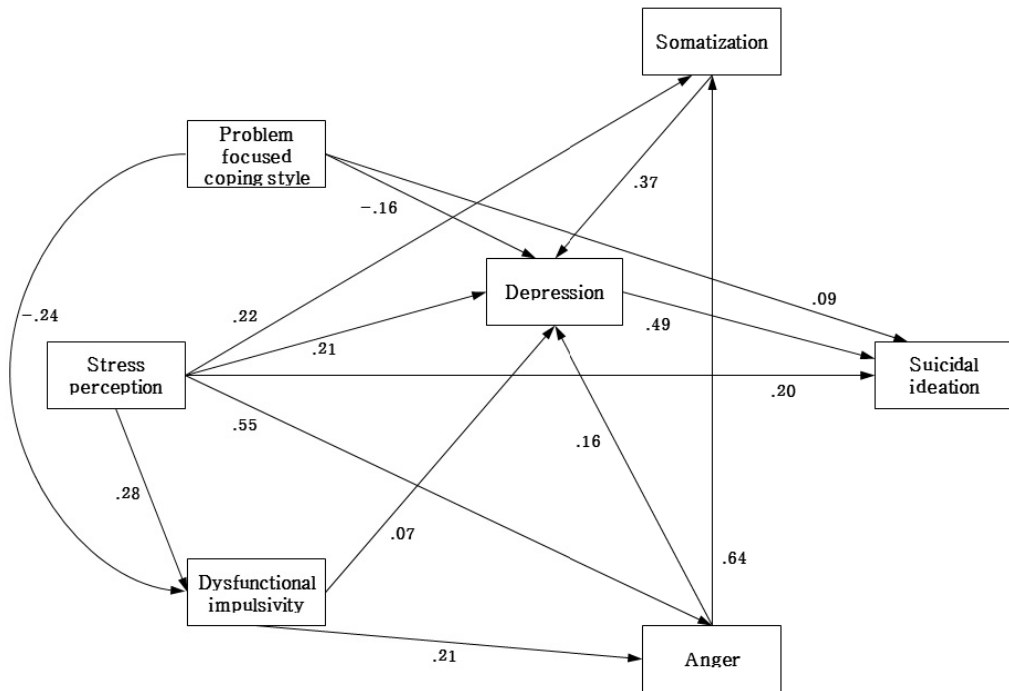 Somatization
Problem
focused
coping style
.37
-.16
Depression
.09
-.24
.22
.49
.21
Stress
perception
Suicidal
ideation
.20
.55
.16
.28
.07
.64
Dysfunctional
impulsivity
.21
Anger